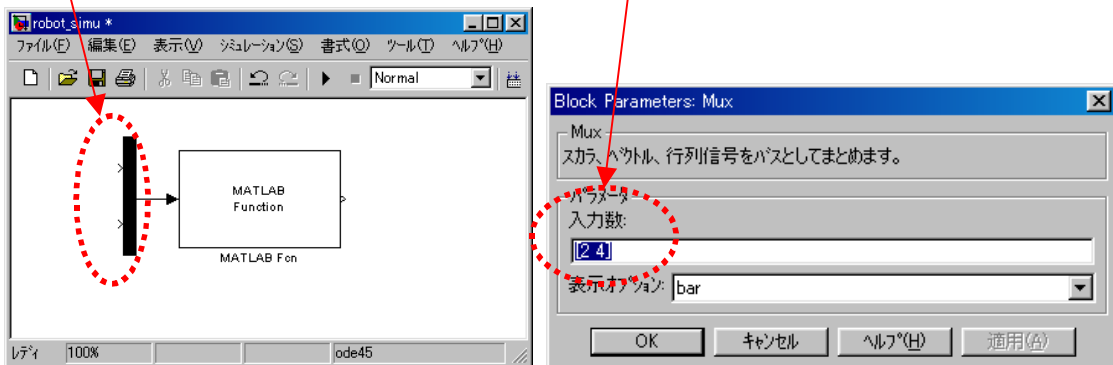 robot_simu *
ファイル(F) 編集(E) 表示(V) シミュレーション(S) 書式(O) ツール(T) ヘルプ(H)
Normal
MATLAB
Function
MATLAB Fcn
レディ 100% ode45
Block Parameters: Mux
Mux
スカラ、ベクトル、行列信号をバスとしてまとめます。
パラメータ
入力数:
[2 4]
表示オプション: bar
OK キャンセル ヘルプ(H) 適用(A)